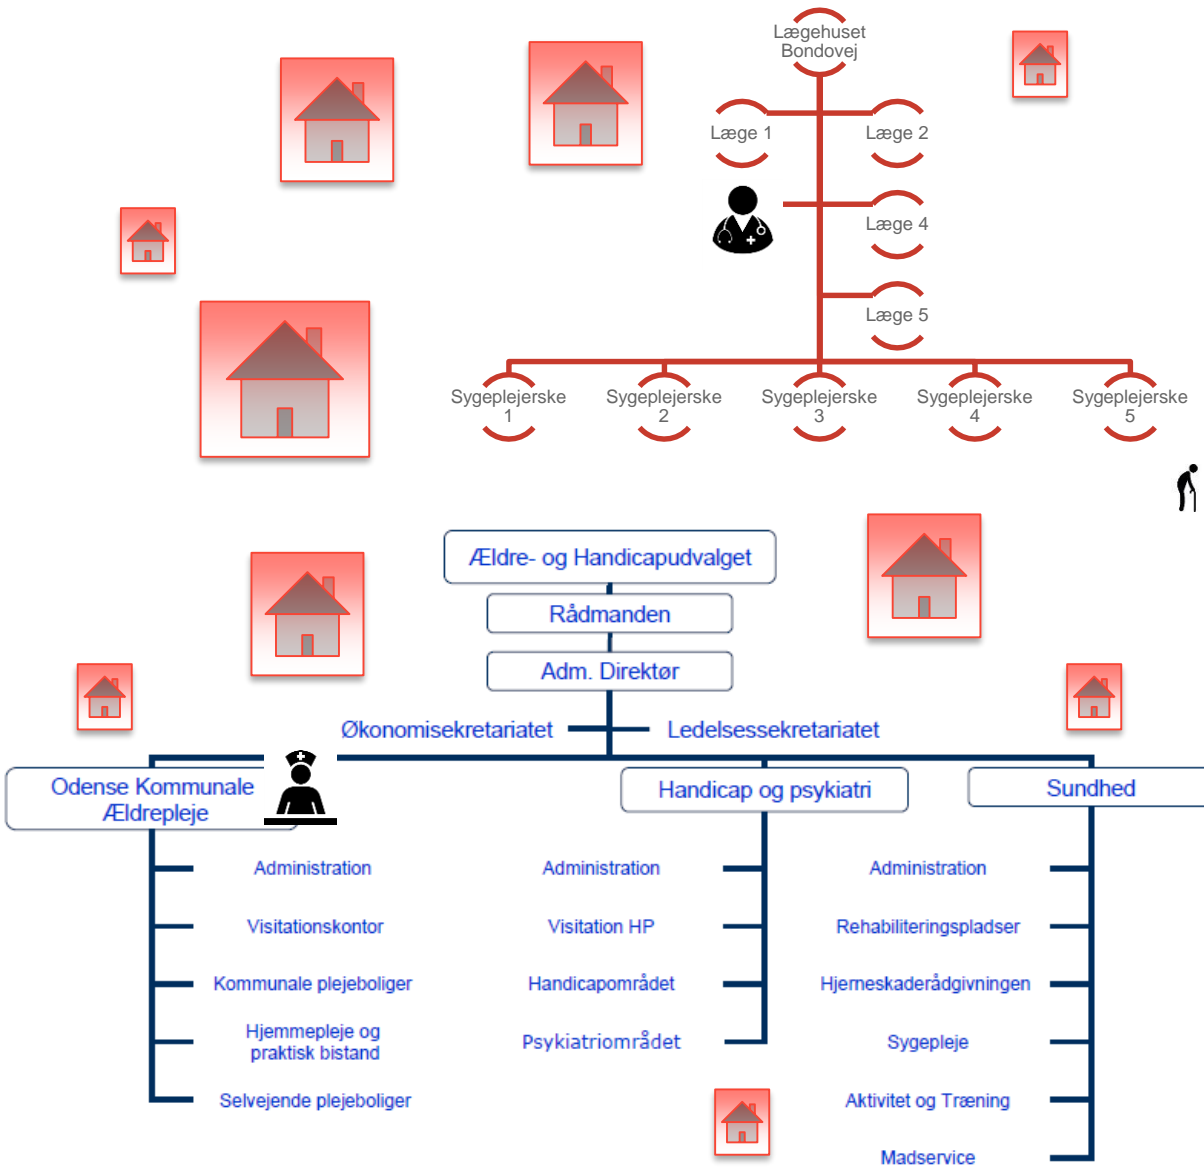 Lægehuset
Bondovej
Læge 1
Læge 2
Læge 4
Læge 5
Sygeplejerske
1
Sygeplejerske
2
Sygeplejerske
3
Sygeplejerske
4
Sygeplejerske
5
Ældre- og Handicapudvalget
Rådmanden
Adm. Direktør
Økonomisekretariatet
Ledelsessekretariatet
Odense Kommunale
Ældrepleje
Administration
Visitationskontor
Kommunale plejeboliger
Hjemmepleje og
praktisk bistand
Selvejende plejeboliger
Handicap og psykiatri
Administration
Visitation HP
Handicapområdet
Psykiatriområdet
Sundhed
Administration
Rehabiliteringspladser
Hjerneskaderådgivningen
Sygepleje
Aktivitet og Træning
Madservice